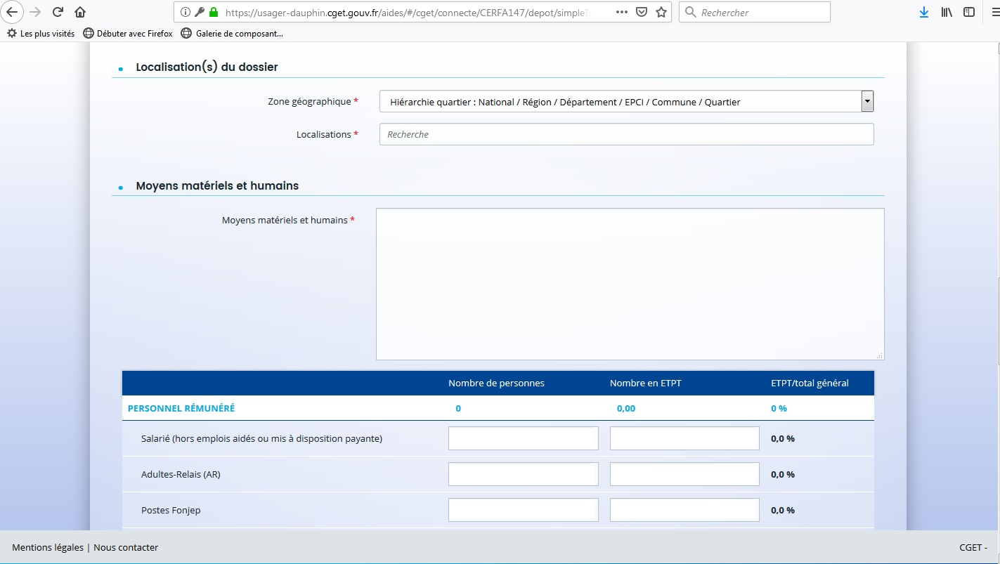 https://usager-dauphin.cget.gouv.fr/aides/#/cget/connecte/CERFA147/depot/simple?
Rechercher
Les plus visités Débuter avec Firefox Galerie de composant...
Localisation(s) du dossier
Zone géographique * Hiérarchie quartier : National / Région / Département / EPCI / Commune / Quartier
Localisations * Recherche
Moyens matériels et humains
Moyens matériels et humains *
Nombre de personnes Nombre en ETPT ETPT/total général
PERSONNEL RÉMUNÉRÉ 0 0,00 0 %
Salarié (hors emplois aidés ou mis à disposition payante) 0,0 %
Adultes-Relais (AR) 0,0 %
Postes Fonjep 0,0 %
Mentions légales | Nous contacter CGET -